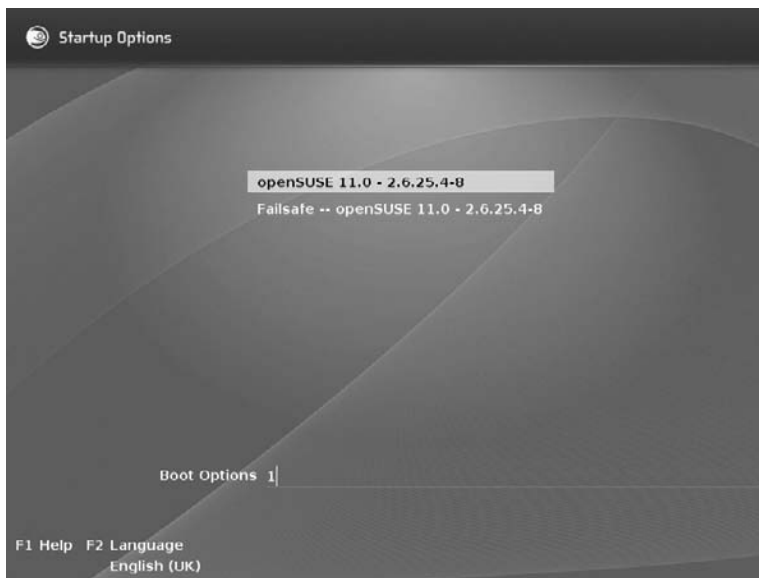 Startup Options
openSUSE 11.0 - 2.6.25.4-8
Failsafe -- openSUSE 11.0 - 2.6.25.4-8
Boot Options 1
F1 Help F2 Language
English (UK)